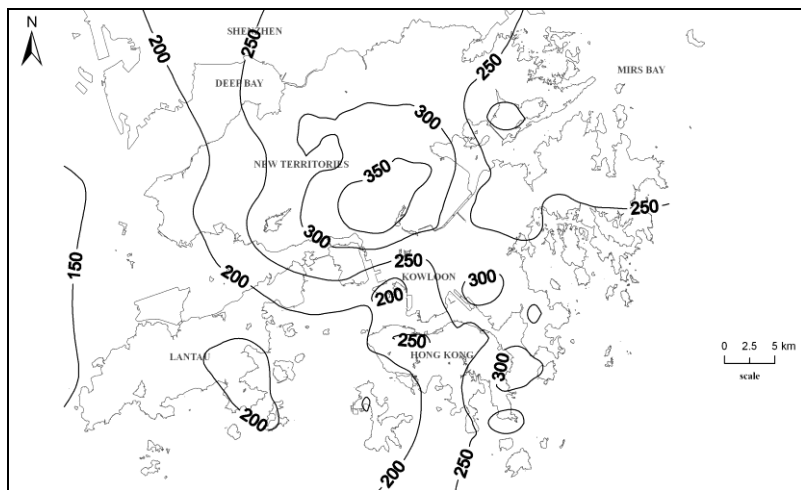 N
SHENZHEN
200
250
250
MIRS BAY
DEEP BAY
300
NEW TERRITORIES
350
250
300
150
250
200
KOWLOON
300
200
250
LANTAU
HONG KONG
300
0 2.5 5 km
scale
200
200
250